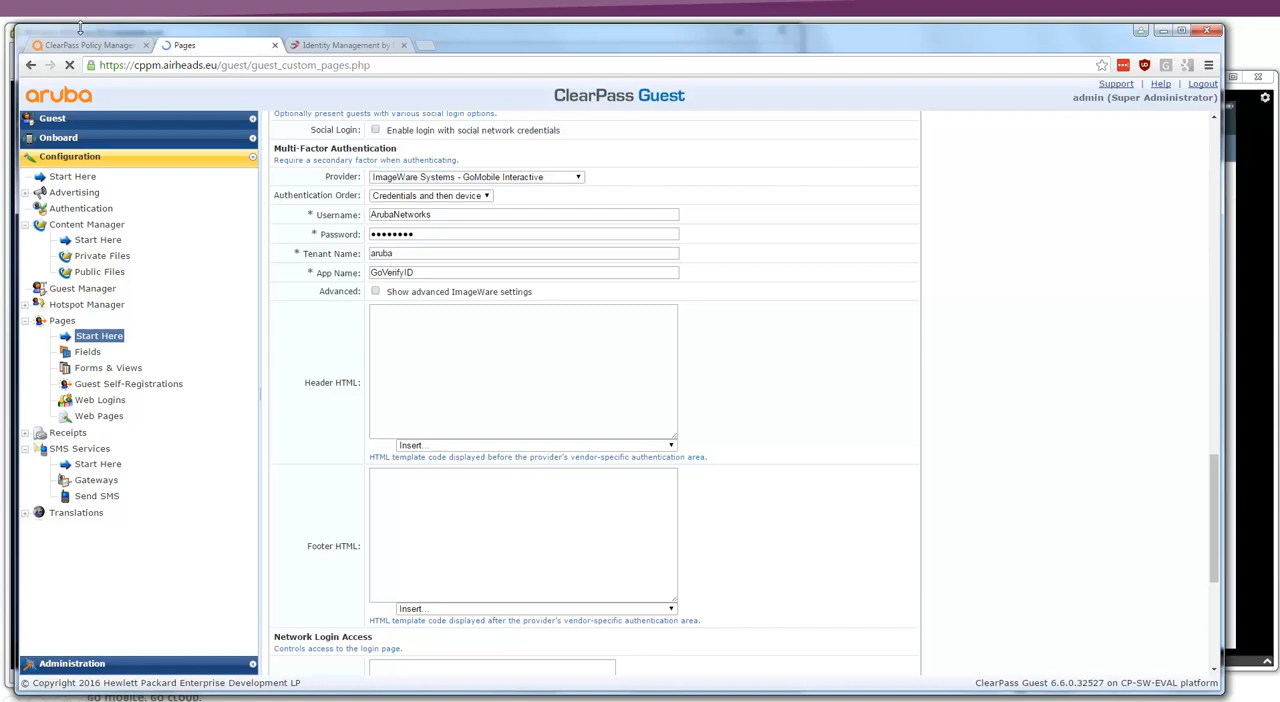 ClearPass Policy Manage
Pages
Identity Management by
https://cppm.airheads.eu/guest/guest_custom_pages.php
aruba
ClearPass Guest
Support | Help | Logout
admin (Super Administrator)
Guest
Onboard
Configuration
Start Here
Advertising
Authentication
Content Manager
Start Here
Private Files
Public Files
Guest Manager
Hotspot Manager
Pages
Start Here
Fields
Forms & Views
Guest Self-Registrations
Web Logins
Web Pages
Receipts
SMS Services
Start Here
Gateways
Send SMS
Translations
Administration
Optionally present guests with various social login options.
Social Login: Enable login with social network credentials
Multi-Factor Authentication
Require a secondary factor when authenticating.
Provider: ImageWare Systems - GoMobile Interactive
Authentication Order: Credentials and then device
* Username: ArubaNetworks
* Password: ••••••••
* Tenant Name: aruba
* App Name: GoVerifyID
Advanced: Show advanced ImageWare settings
Header HTML:
Insert...
HTML template code displayed before the provider's vendor-specific authentication area.
Footer HTML:
Insert...
HTML template code displayed after the provider's vendor-specific authentication area.
Network Login Access
Controls access to the login page.
© Copyright 2016 Hewlett Packard Enterprise Development LP
ClearPass Guest 6.6.0.32527 on CP-SW-EVAL platform
GO MOBILE. GO CLOUD.